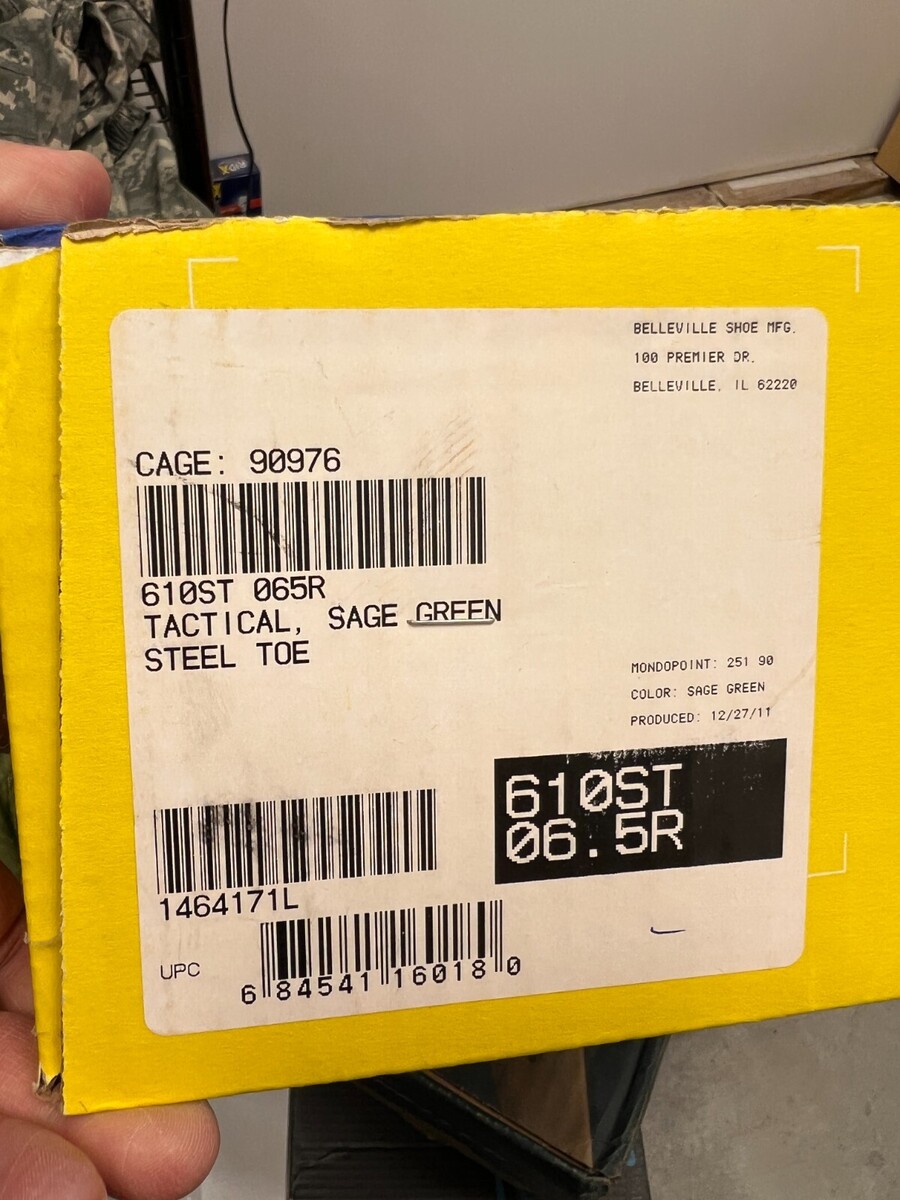 RID-X
BELLEVILLE SHOE MFG.
100 PREMIER DR.
BELLEVILLE, IL 62220
CAGE: 90976
610ST 065R
TACTICAL, SAGE GREEN
STEEL TOE
MONDOPOINT: 251 90
COLOR: SAGE GREEN
PRODUCED: 12/27/11
610ST
06.5R
1464171L
UPC
6 84541 16018 0